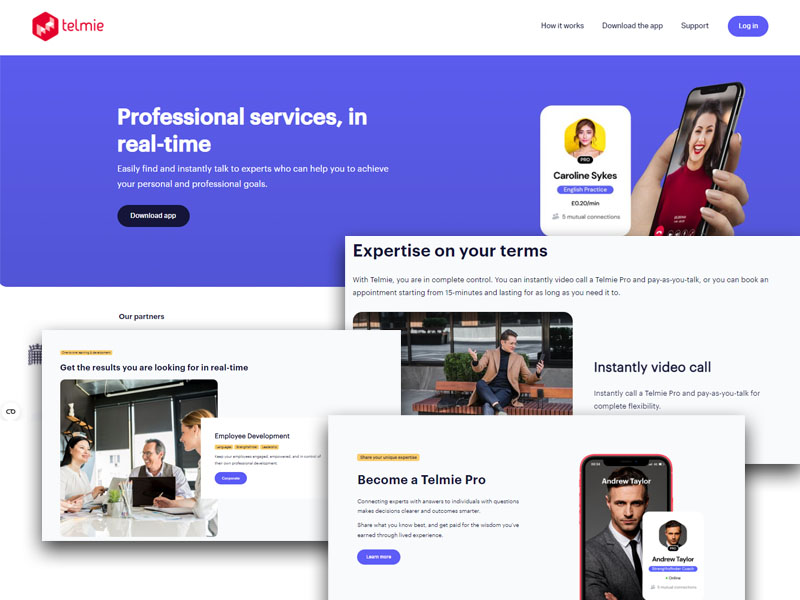 telmie
How it works
Download the app
Support
Log in
Professional services, in
real-time
Easily find and instantly talk to experts who can help you to achieve
your personal and professional goals.
Download app
PRO
Caroline Sykes
English Practice
£0.20/min
5 mutual connections
Expertise on your terms
With Telmie, you are in complete control. You can instantly video call a Telmie Pro and pay-as-you-talk, or you can book an
appointment starting from 15-minutes and lasting for as long as you need it to.
Instantly video call
Instantly call a Telmie Pro and pay-as-you-talk for
complete flexibility.
Our partners
Get the results you are looking for in real-time
Employee Development
Languages
Strengthsfinder
Leadership
Keep your employees engaged, empowered, and in control of
their own professional development.
Corporate
Share your unique expertise
Become a Telmie Pro
Connecting experts with answers to individuals with questions
makes decisions clearer and outcomes smarter.
Share what you know best, and get paid for the wisdom you've
earned through lived experience.
Learn more
Andrew Taylor
PRO
Andrew Taylor
Strengthsfinder Coach
• Online
5 mutual connections